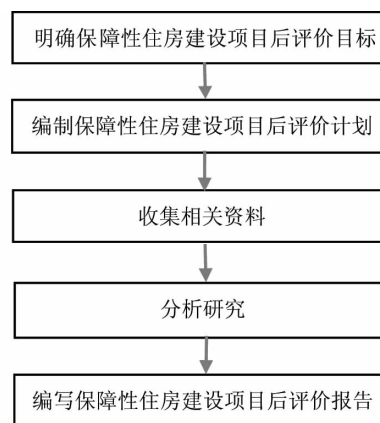 明确保障性住房建设项目后评价目标
编制保障性住房建设项目后评价计划
收集相关资料
分析研究
编写保障性住房建设项目后评价报告